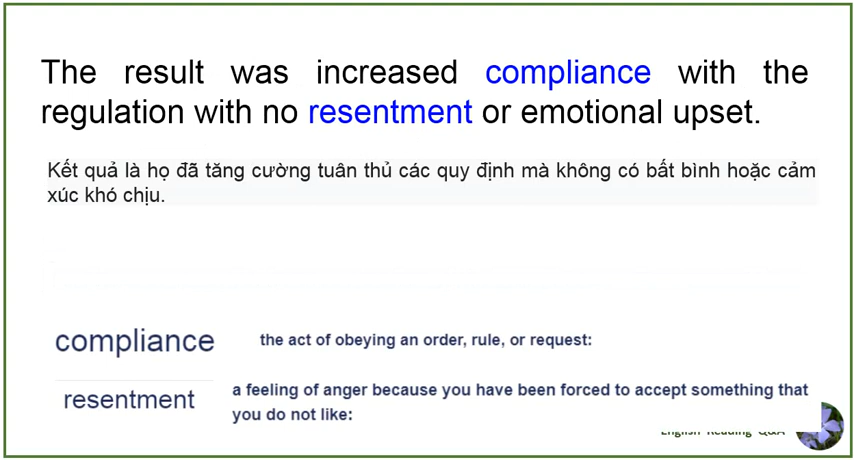 The result was increased compliance with the
regulation with no resentment or emotional upset.
Kết quả là họ đã tăng cường tuân thủ các quy định mà không có bất bình hoặc cảm
xúc khó chịu.
compliance the act of obeying an order, rule, or request:
resentment a feeling of anger because you have been forced to accept something that
you do not like:
English Reading Q&A